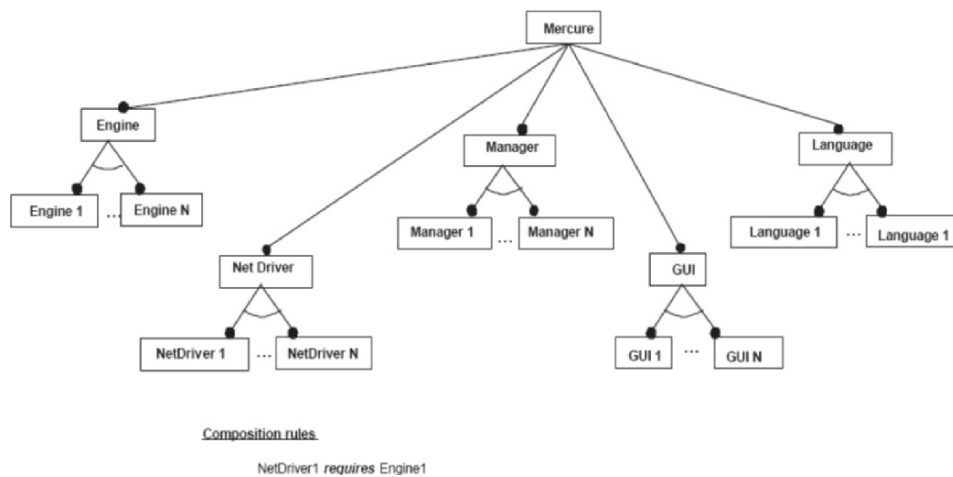 Mercure
Engine
Manager
Language
Engine 1 ... Engine N
Manager 1 ... Manager N
Language 1 ... Language 1
Net Driver
GUI
NetDriver 1 ... NetDriver N
GUI 1 ... GUI N
Composition rules
NetDriver1 requires Engine1